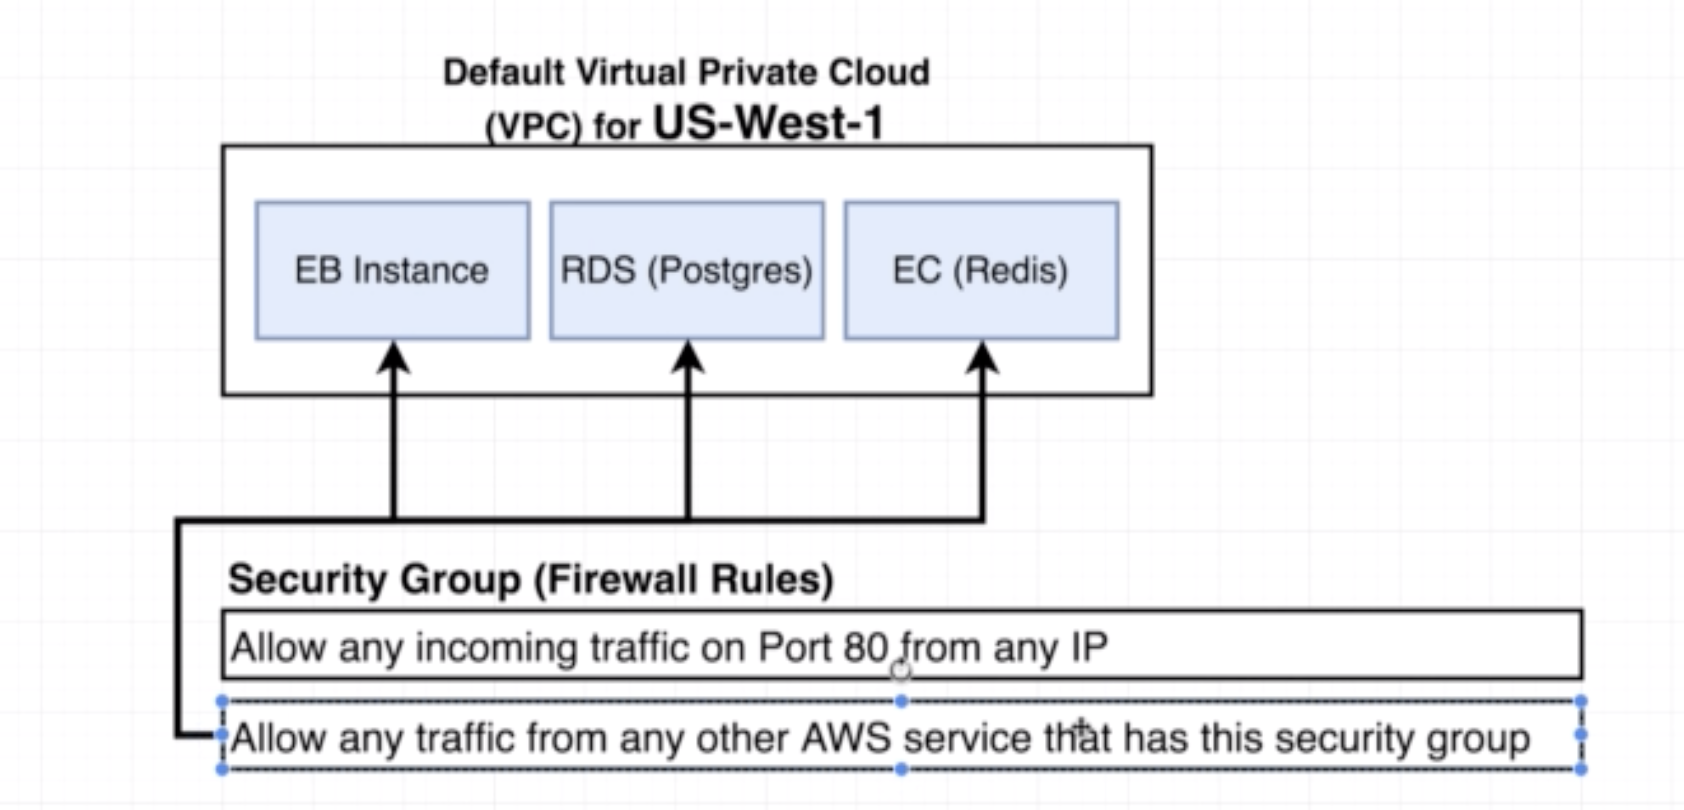 Default Virtual Private Cloud
(VPC) for US-West-1
EB Instance
RDS (Postgres)
EC (Redis)
Security Group (Firewall Rules)
Allow any incoming traffic on Port 80 from any IP
Allow any traffic from any other AWS service that has this security group